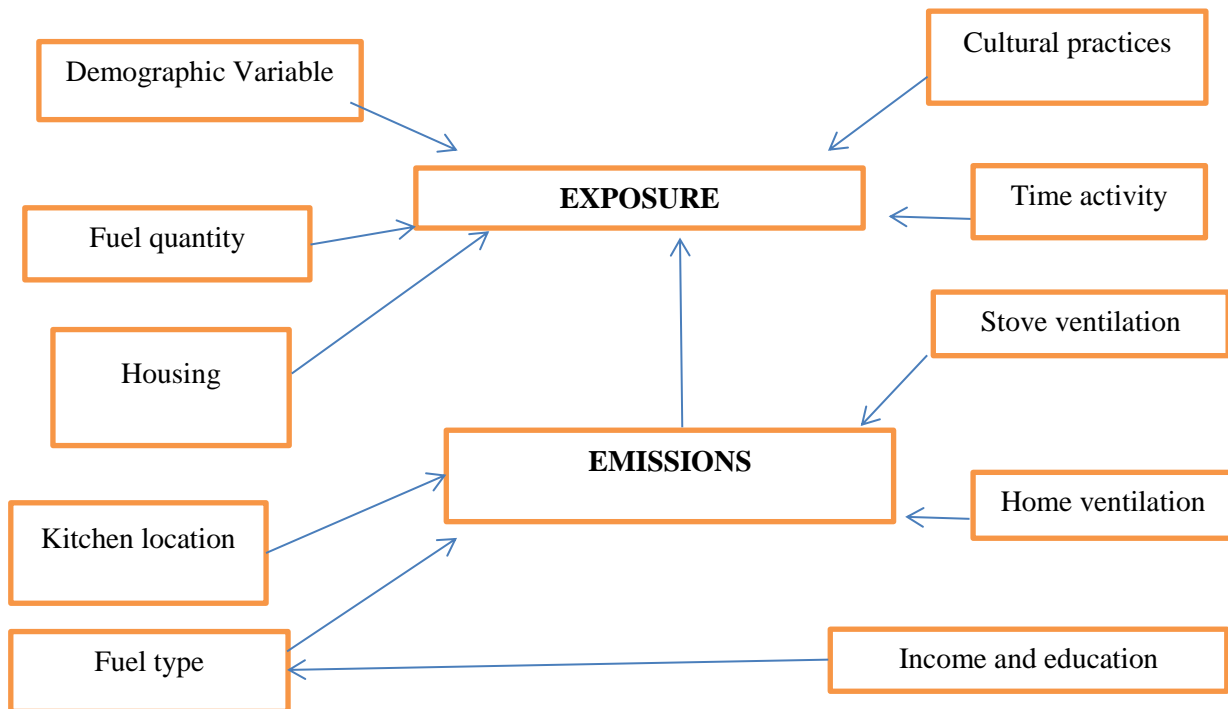 Cultural practices
Demographic Variable
EXPOSURE
Time activity
Fuel quantity
Stove ventilation
Housing
EMISSIONS
Home ventilation
Kitchen location
Fuel type
Income and education